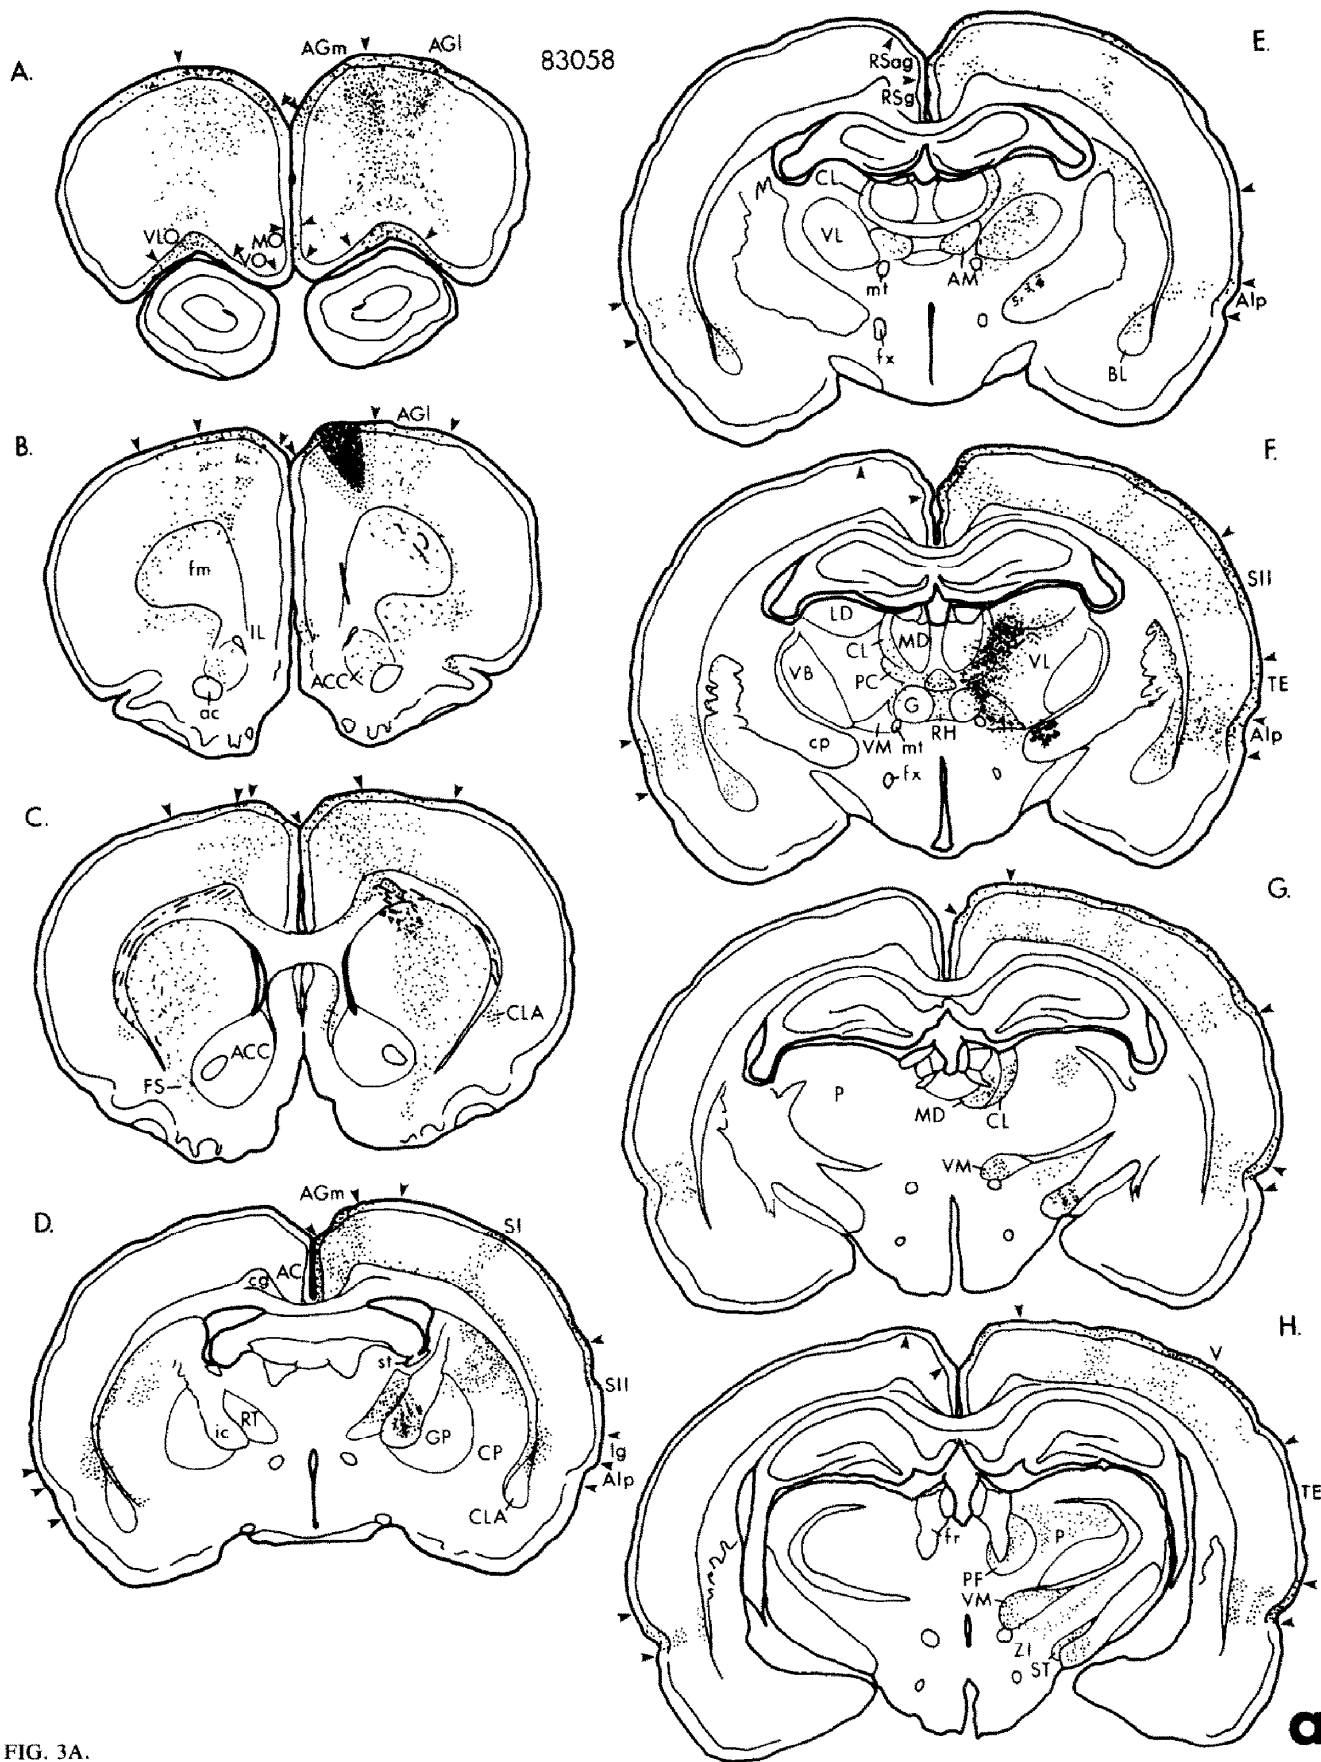 83058
A.
AGm
AGl
VLO
MO
VO
B.
AGl
fm
IL
ACC
ac
C.
CLA
ACC
FS
D.
AGm
SI
AC
cg
st
SII
RT
ic
GP
CP
Ig
AIp
CLA
E.
RSag
RSg
CL
VL
mt
AM
AIp
fx
BL
F.
SII
LD
MD
CL
VL
VB
PC
TE
G
RH
AIp
VM
mt
cp
fx
G.
P
MD
CL
VM
H.
V
TE
fr
P
PF
VM
ZI
ST
a
FIG. 3A.